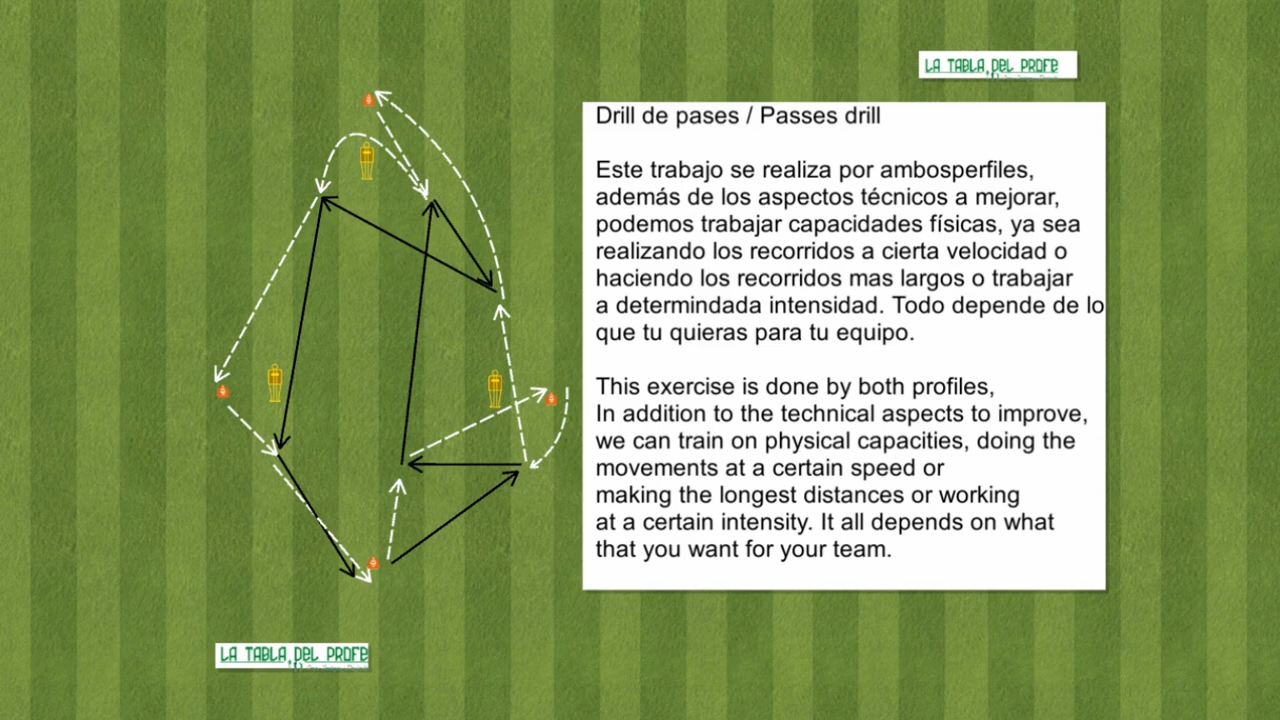 LA TABLA DEL PROFE
Drill de pases / Passes drill
Este trabajo se realiza por ambosperfiles,
además de los aspectos técnicos a mejorar,
podemos trabajar capacidades físicas, ya sea
realizando los recorridos a cierta velocidad o
haciendo los recorridos mas largos o trabajar
a determindada intensidad. Todo depende de lo
que tu quieras para tu equipo.
This exercise is done by both profiles,
In addition to the technical aspects to improve,
we can train on physical capacities, doing the
movements at a certain speed or
making the longest distances or working
at a certain intensity. It all depends on what
that you want for your team.
LA TABLA DEL PROFE